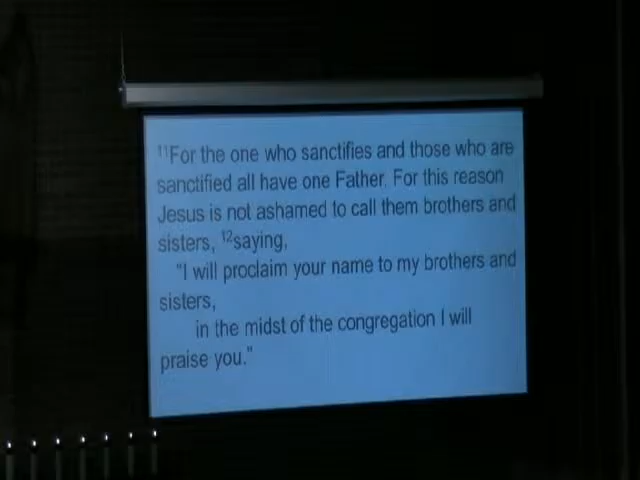 ¹¹For the one who sanctifies and those who are
sanctified all have one Father. For this reason
Jesus is not ashamed to call them brothers and
sisters, ¹²saying,
"I will proclaim your name to my brothers and
sisters,
in the midst of the congregation I will
praise you."